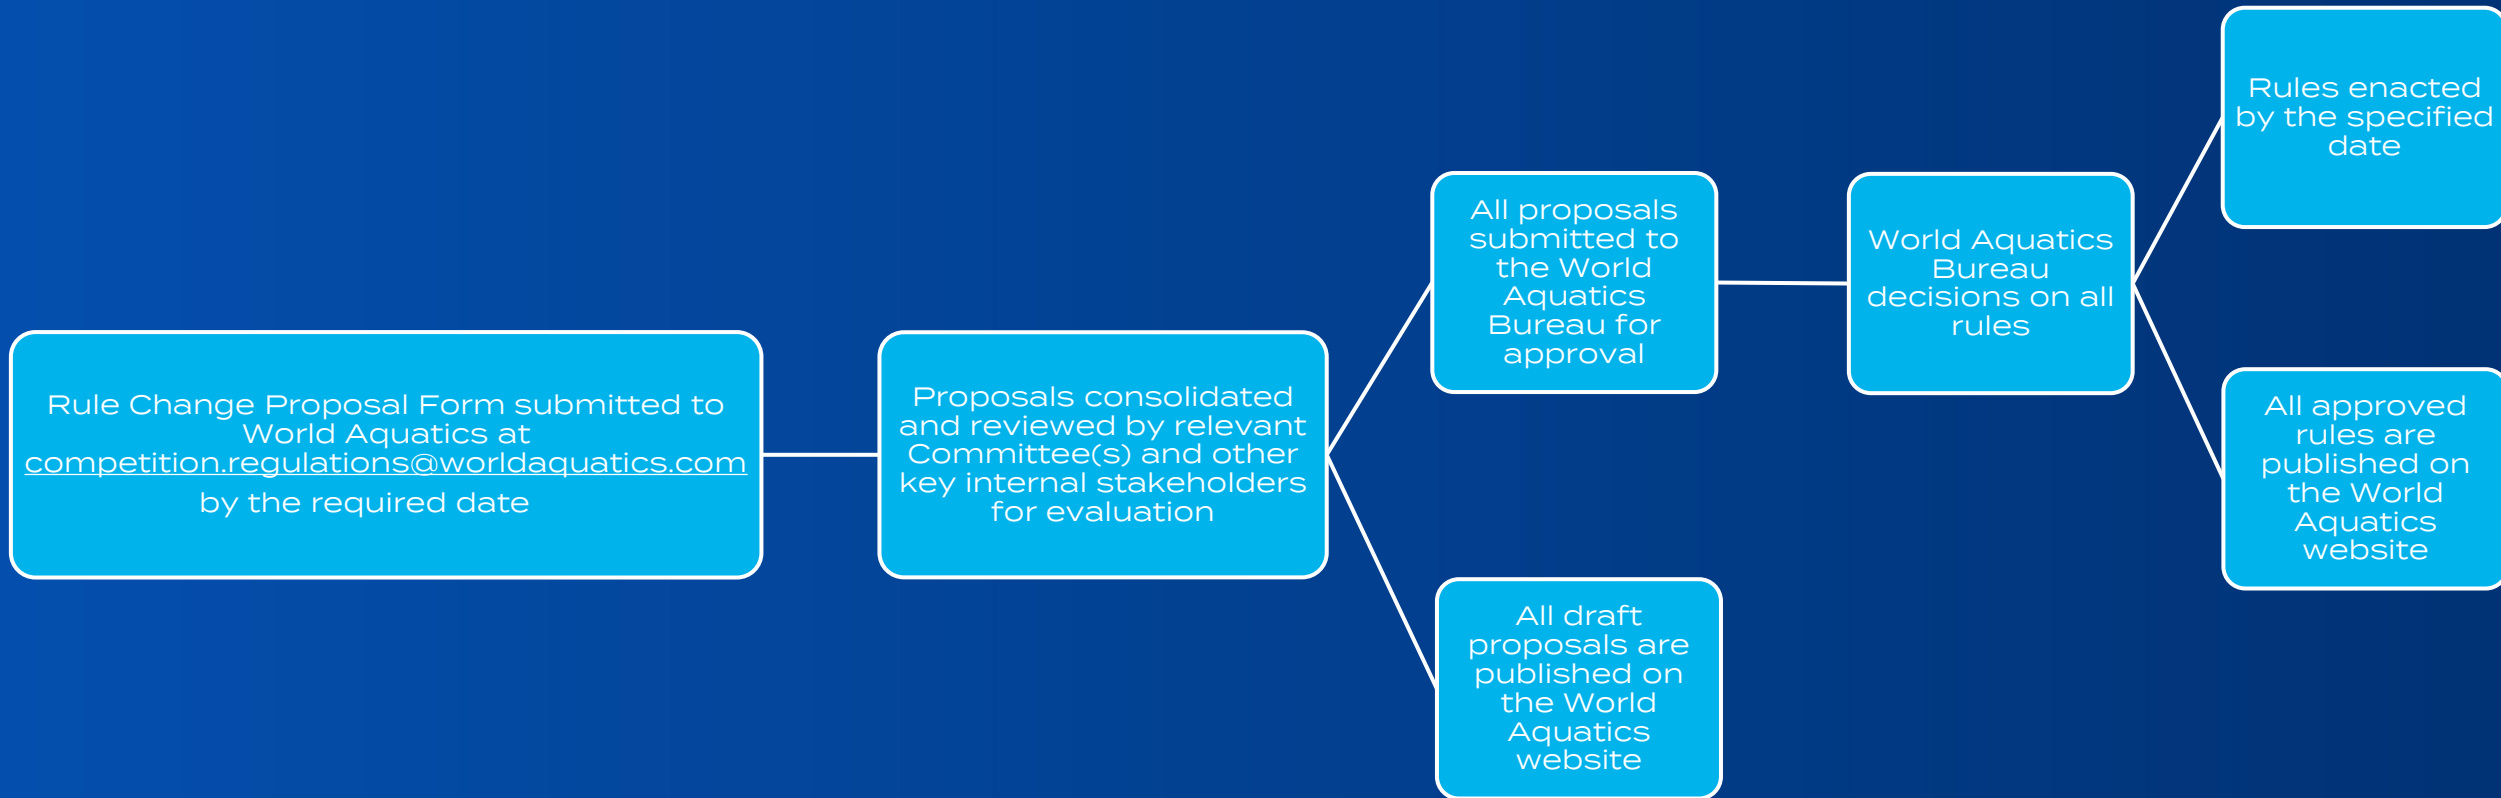 Rule Change Proposal Form submitted to
World Aquatics at
competition.regulations@worldaquatics.com
by the required date
Proposals consolidated
and reviewed by relevant
Committee(s) and other
key internal stakeholders
for evaluation
All proposals
submitted to
the World
Aquatics
Bureau for
approval
All draft
proposals are
published on
the World
Aquatics
website
World Aquatics
Bureau
decisions on all
rules
Rules enacted
by the specified
date
All approved
rules are
published on
the World
Aquatics
website